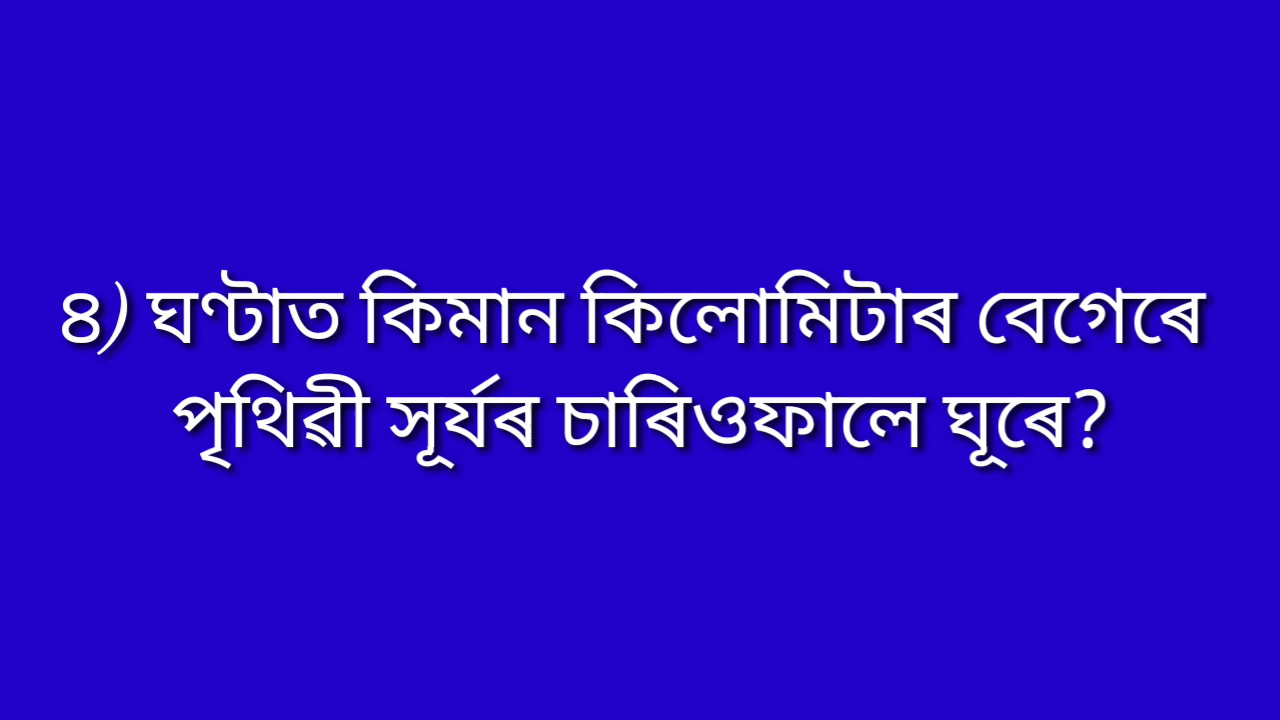 ৪) ঘণ্টাত কিমান কিলোমিটাৰ বেগেৰে
পৃথিৱী সূৰ্যৰ চাৰিওফালে ঘূৰে?